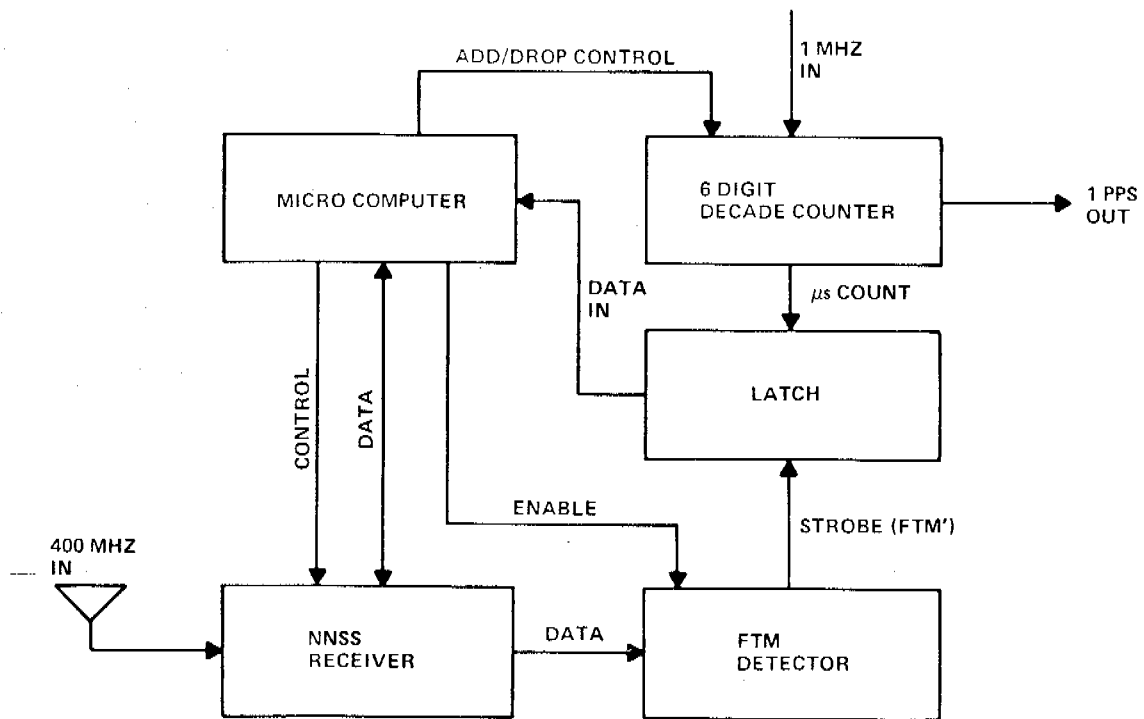 ADD/DROP CONTROL
1 MHZ
IN
MICRO COMPUTER
6 DIGIT
DECADE COUNTER
1 PPS
OUT
DATA
IN
μs COUNT
LATCH
CONTROL
DATA
ENABLE
STROBE (FTM')
400 MHZ
IN
NNSS
RECEIVER
DATA
FTM
DETECTOR